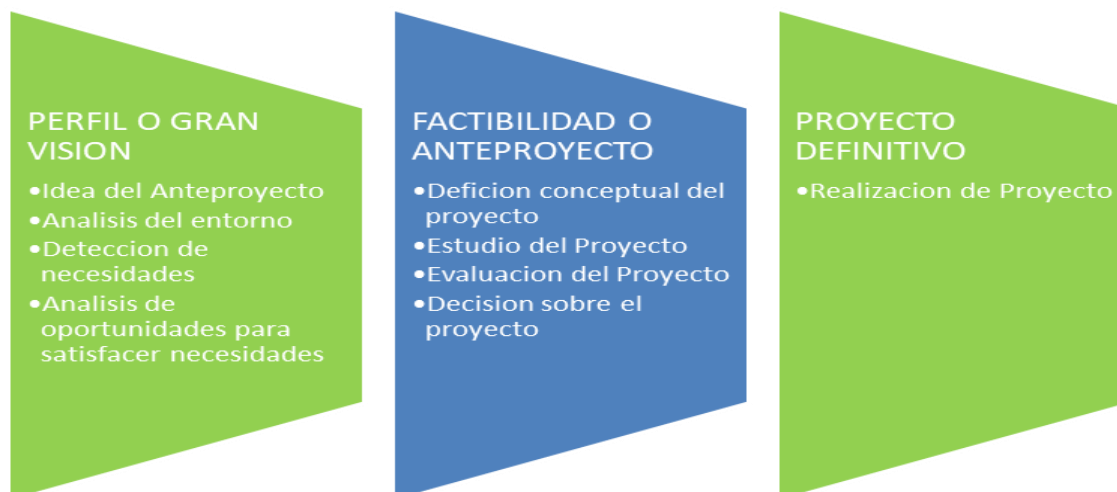 PERFIL O GRAN
VISION
•Idea del Anteproyecto
•Analisis del entorno
•Deteccion de
necesidades
•Analisis de
oportunidades para
satisfacer necesidades
FACTIBILIDAD O
ANTEPROYECTO
•Deficion conceptual del
proyecto
•Estudio del Proyecto
•Evaluacion del Proyecto
•Decision sobre el
proyecto
PROYECTO
DEFINITIVO
•Realizacion de Proyecto